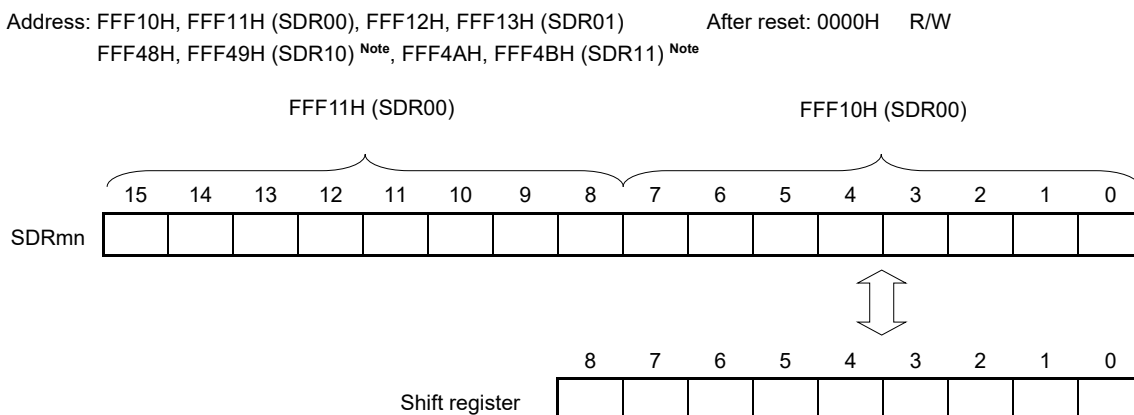 Address: FFF10H, FFF11H (SDR00), FFF12H, FFF13H (SDR01) After reset: 0000H R/W
FFF48H, FFF49H (SDR10) Note, FFF4AH, FFF4BH (SDR11) Note
FFF11H (SDR00) FFF10H (SDR00)
15 14 13 12 11 10 9 8 7 6 5 4 3 2 1 0
SDRmn
8 7 6 5 4 3 2 1 0
Shift register